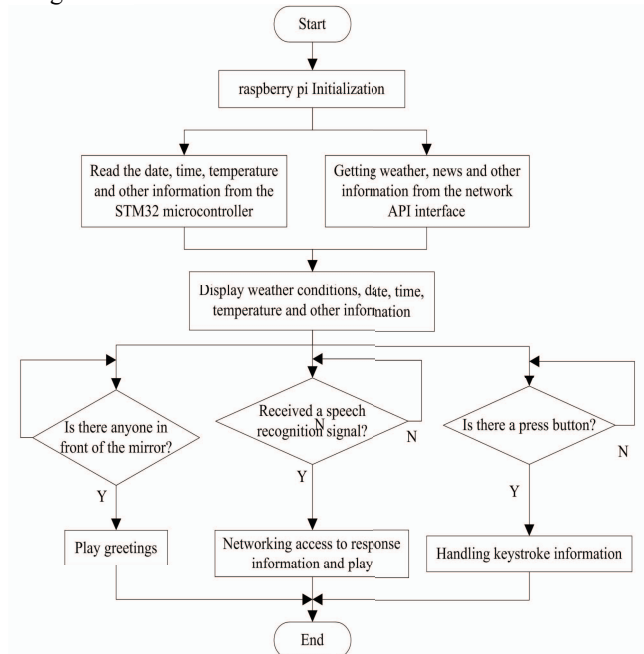 Start
raspberry pi Initialization
Read the date, time, temperature
and other information from the
STM32 microcontroller
Getting weather, news and other
information from the network
API interface
Display weather conditions, date, time,
temperature and other information
Is there anyone in
front of the mirror?
Received a speech
recognition signal?
N
N
Is there a press button?
N
Y
Y
Y
Play greetings
Networking access to response
information and play
Handling keystroke information
End